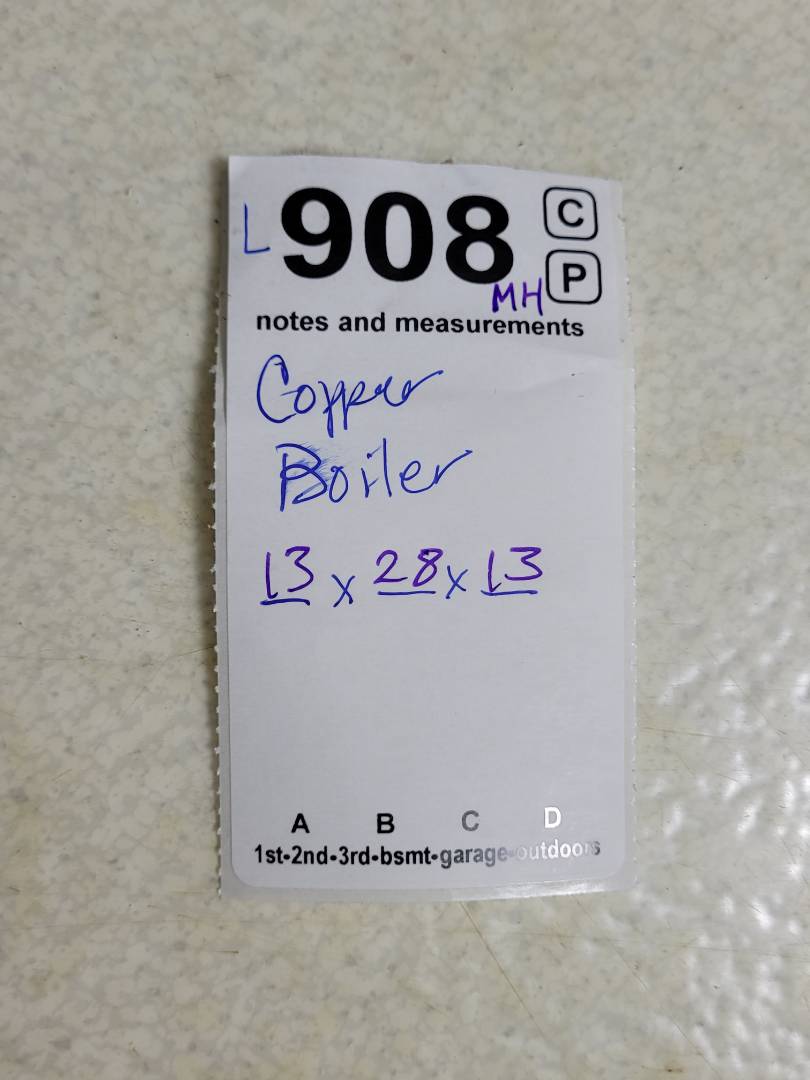 L908 C
MH P
notes and measurements
Copper
Boiler
13 x 28 x 13
A B C D
1st-2nd-3rd-bsmt-garage-outdoors